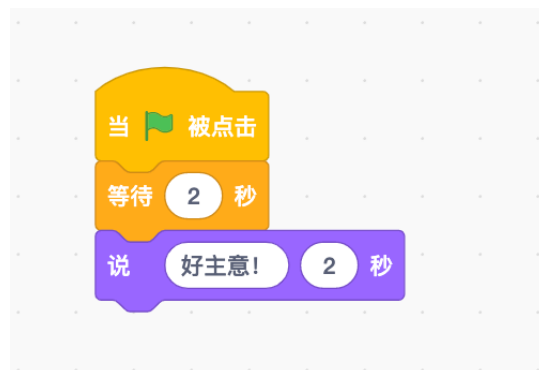 当 被点击
等待 2 秒
说 好主意！ 2 秒